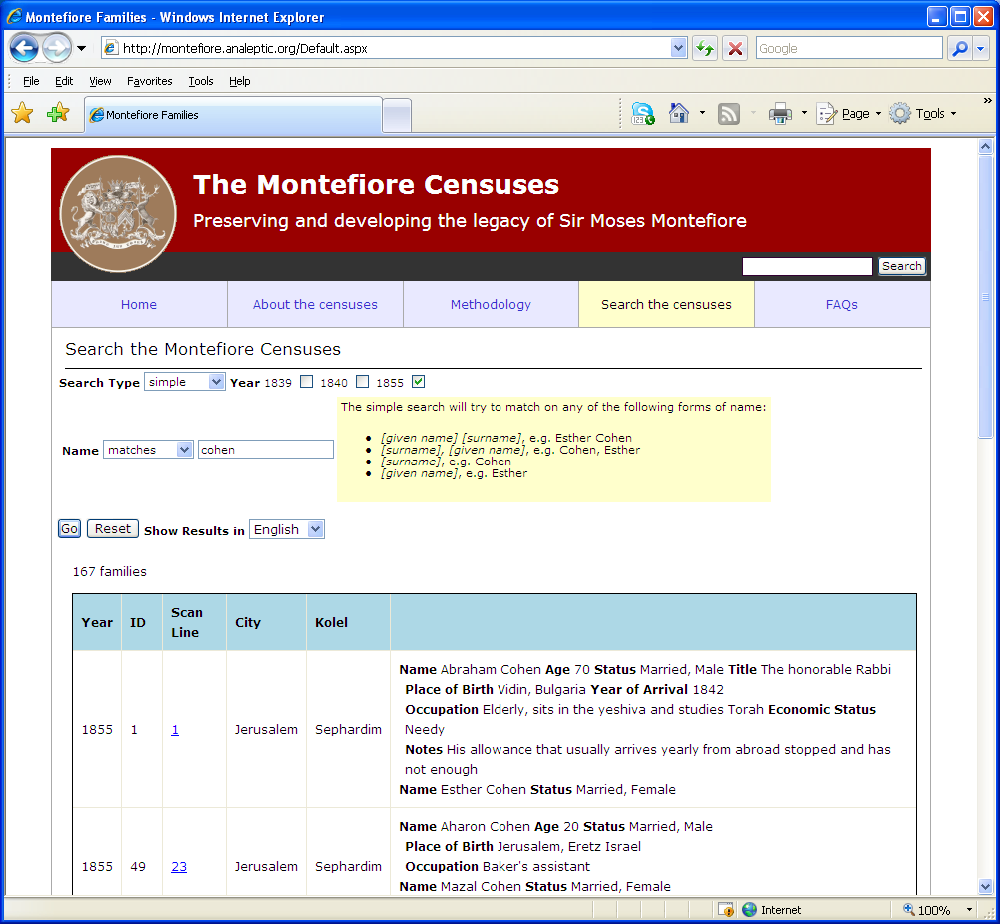 Montefiore Families - Windows Internet Explorer
http://montefiore.analeptic.org/Default.aspx
Google
File Edit View Favorites Tools Help
Montefiore Families
Page
Tools
The Montefiore Censuses
Preserving and developing the legacy of Sir Moses Montefiore
Search
Home About the censuses Methodology Search the censuses FAQs
Search the Montefiore Censuses
Search Type simple Year 1839 1840 1855
The simple search will try to match on any of the following forms of name:
• [given name] [surname], e.g. Esther Cohen
• [surname], [given name], e.g. Cohen, Esther
• [surname], e.g. Cohen
• [given name], e.g. Esther
Name matches cohen
Go Reset Show Results in English
167 families
Year ID Scan Line City Kolel
1855 1 1 Jerusalem Sephardim
Name Abraham Cohen Age 70 Status Married, Male Title The honorable Rabbi
Place of Birth Vidin, Bulgaria Year of Arrival 1842
Occupation Elderly, sits in the yeshiva and studies Torah Economic Status
Needy
Notes His allowance that usually arrives yearly from abroad stopped and has
not enough
Name Esther Cohen Status Married, Female
1855 49 23 Jerusalem Sephardim
Name Aharon Cohen Age 20 Status Married, Male
Place of Birth Jerusalem, Eretz Israel
Occupation Baker's assistant
Name Mazal Cohen Status Married, Female
Internet
100%